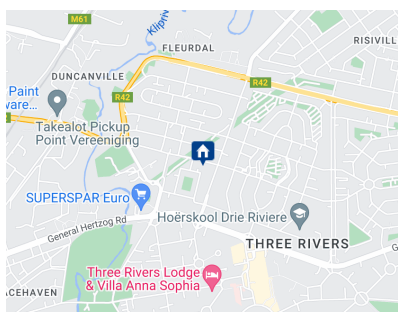 M61
Klipriv
FLEURDAL
RISIVILL
DUNCANVILLE
R42
R42
Paint
ware...
Takealot Pickup
Point Vereeniging
SUPERSPAR Euro
General Hertzog Rd
Hoërskool Drie Riviere
THREE RIVERS
G
Three Rivers Lodge
& Villa Anna Sophia
ACEHAVEN